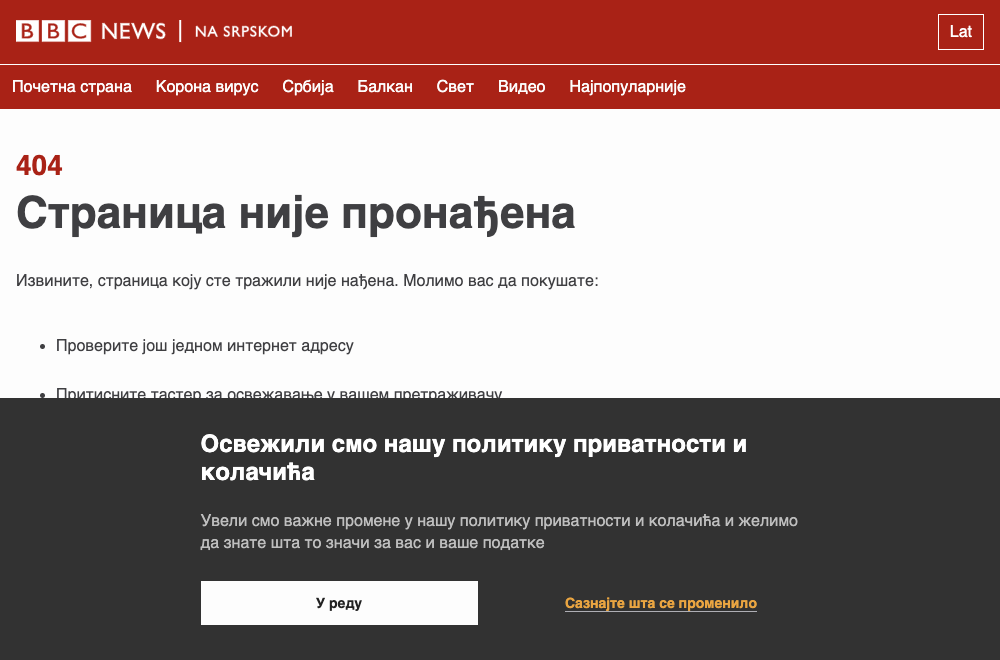 BBC NEWS | NA SRPSKOM
Lat
Почетна страна Корона вирус Србија Балкан Свет Видео Најпопуларније
404
Страница није пронађена
Извините, страница коју сте тражили није нађена. Молимо вас да покушате:
• Проверите још једном интернет адресу
• Притисните тастер за освежавање у вашем претраживачу
Освежили смо нашу политику приватности и
колачића
Увели смо важне промене у нашу политику приватности и колачића и желимо
да знате шта то значи за вас и ваше податке
У реду
Сазнајте шта се променило